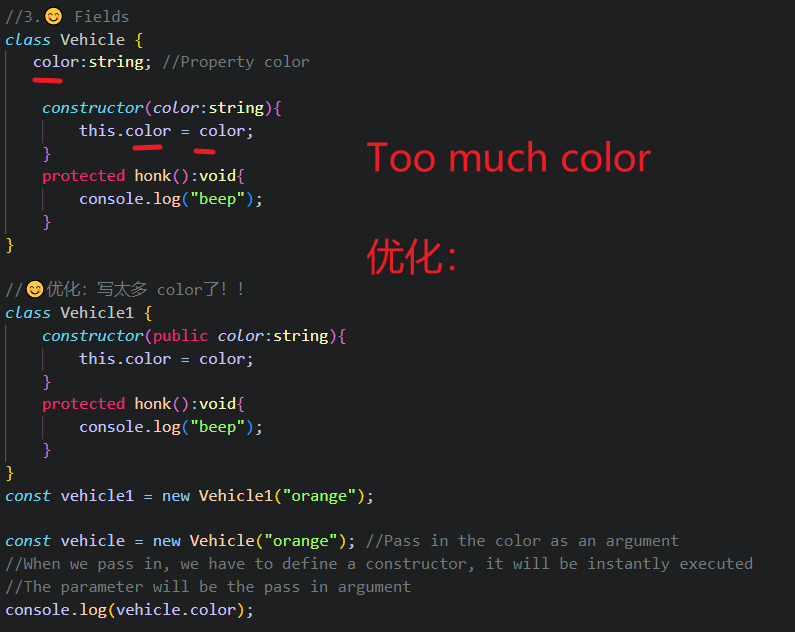 //3.😊 Fields
class Vehicle {
color:string; //Property color
constructor(color:string){
this.color = color;
}
protected honk():void{
console.log("beep");
}
}
Too much color
优化：
//😊优化：写太多 color了！！
class Vehicle1 {
constructor(public color:string){
this.color = color;
}
protected honk():void{
console.log("beep");
}
}
const vehicle1 = new Vehicle1("orange");
const vehicle = new Vehicle("orange"); //Pass in the color as an argument
//When we pass in, we have to define a constructor, it will be instantly executed
//The parameter will be the pass in argument
console.log(vehicle.color);